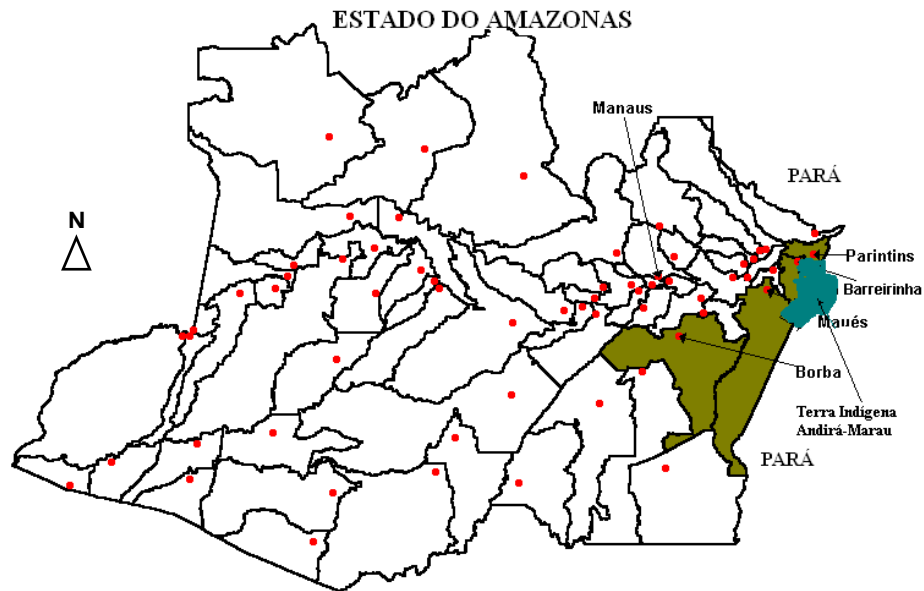 ESTADO DO AMAZONAS
Manaus
PARÁ
N
Parintins
Barreirinha
Maués
Borba
Terra Indígena
Andirá-Marau
PARÁ